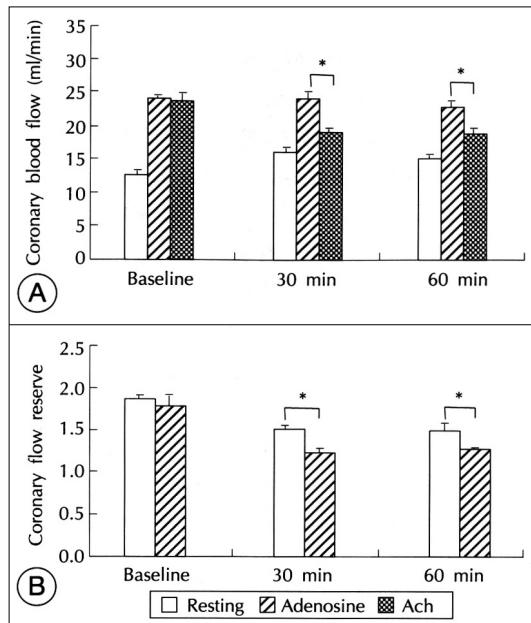 Coronary blood flow (ml/min)
35
30
25
20
15
10
5
0
*
*
Baseline 30 min 60 min
A
Coronary flow reserve
2.5
2.0
1.5
1.0
0.5
0.0
*
*
Baseline 30 min 60 min
B
Resting Adenosine Ach